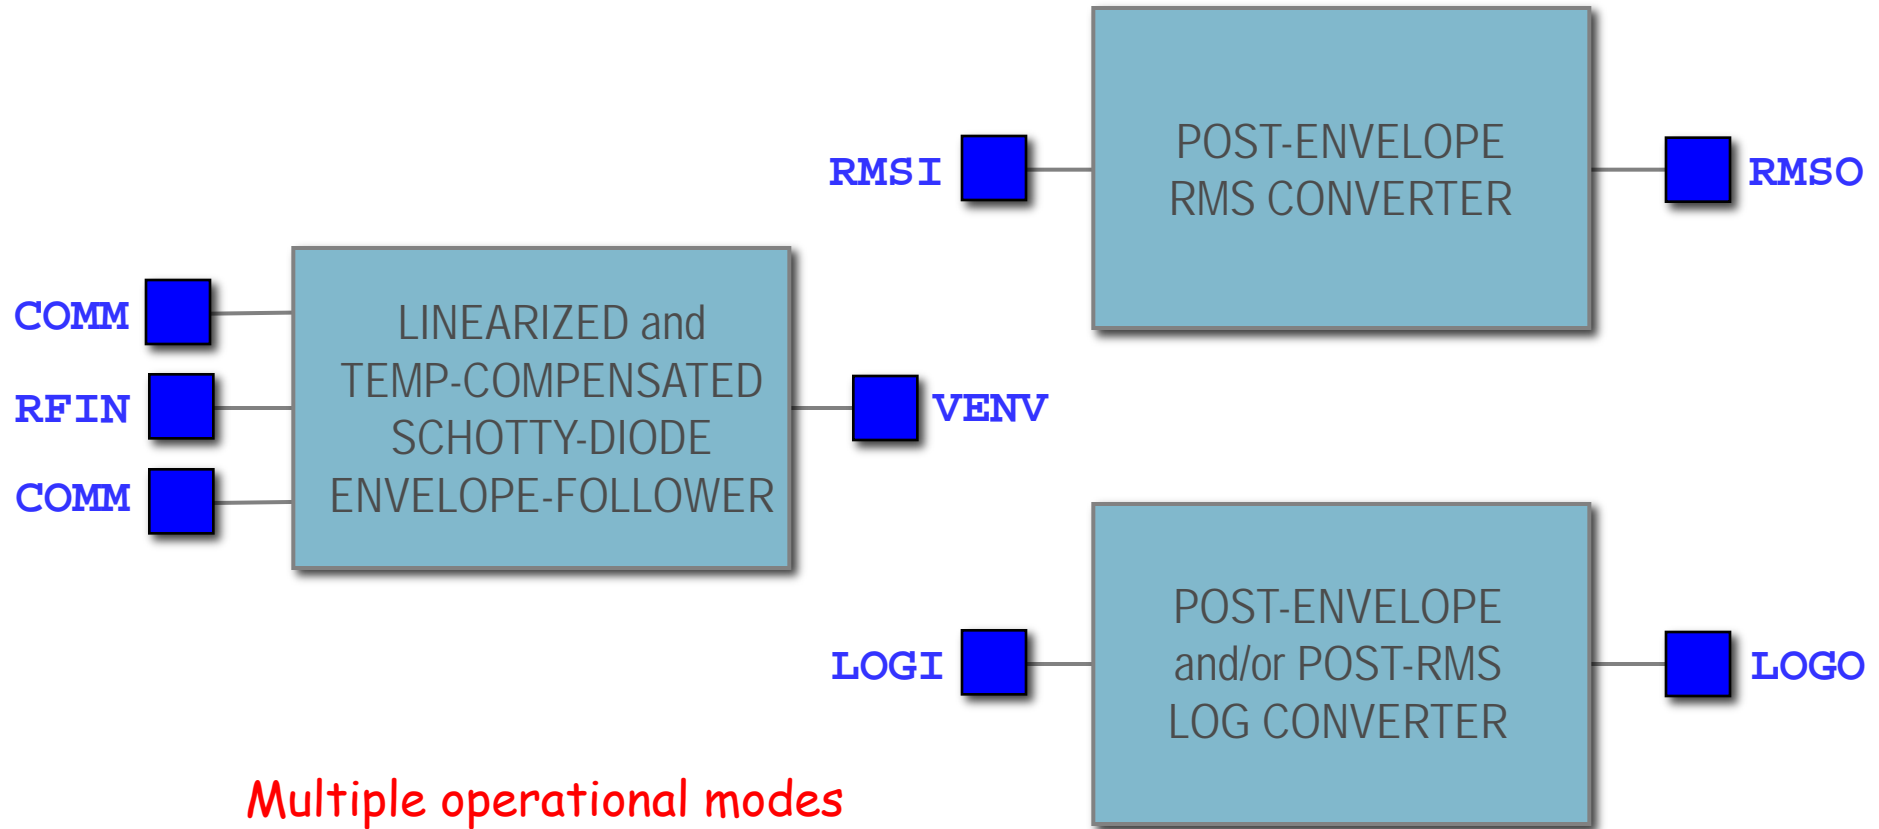 COMM
RFIN
COMM
LINEARIZED and
TEMP-COMPENSATED
SCHOTTY-DIODE
ENVELOPE-FOLLOWER
VENV
RMSI
POST-ENVELOPE
RMS CONVERTER
RMSO
LOGI
POST-ENVELOPE
and/or POST-RMS
LOG CONVERTER
LOGO
Multiple operational modes